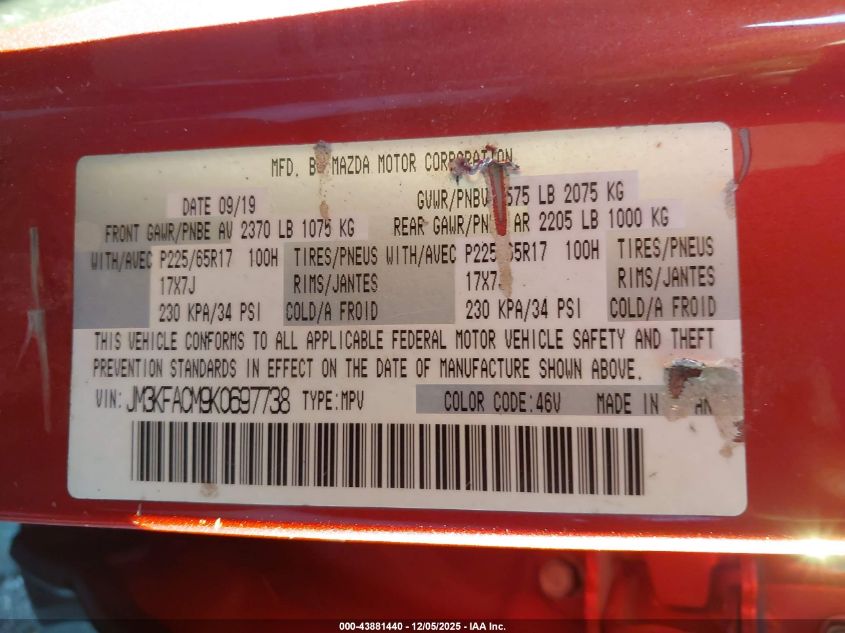 MFD. BY MAZDA MOTOR CORPORATION
DATE 09/19 GVWR/PNBV LB 2075 KG
FRONT GAWR/PNBE AV 2370 LB 1075 KG REAR GAWR/PNBE AR 2205 LB 1000 KG
WITH/AVEC P225/65R17 100H TIRES/PNEUS WITH/AVEC P225/65R17 100H TIRES/PNEUS
17X7J RIMS/JANTES 17X7J RIMS/JANTES
230 KPA/34 PSI COLD/A FROID 230 KPA/34 PSI COLD/A FROID
THIS VEHICLE CONFORMS TO ALL APPLICABLE FEDERAL MOTOR VEHICLE SAFETY AND THEFT
PREVENTION STANDARDS IN EFFECT ON THE DATE OF MANUFACTURE SHOWN ABOVE.
VIN: JM3KFACM9K0697738 TYPE:MPV COLOR CODE:46V MADE IN
000-43881440 - 12/05/2025 - IAA Inc.